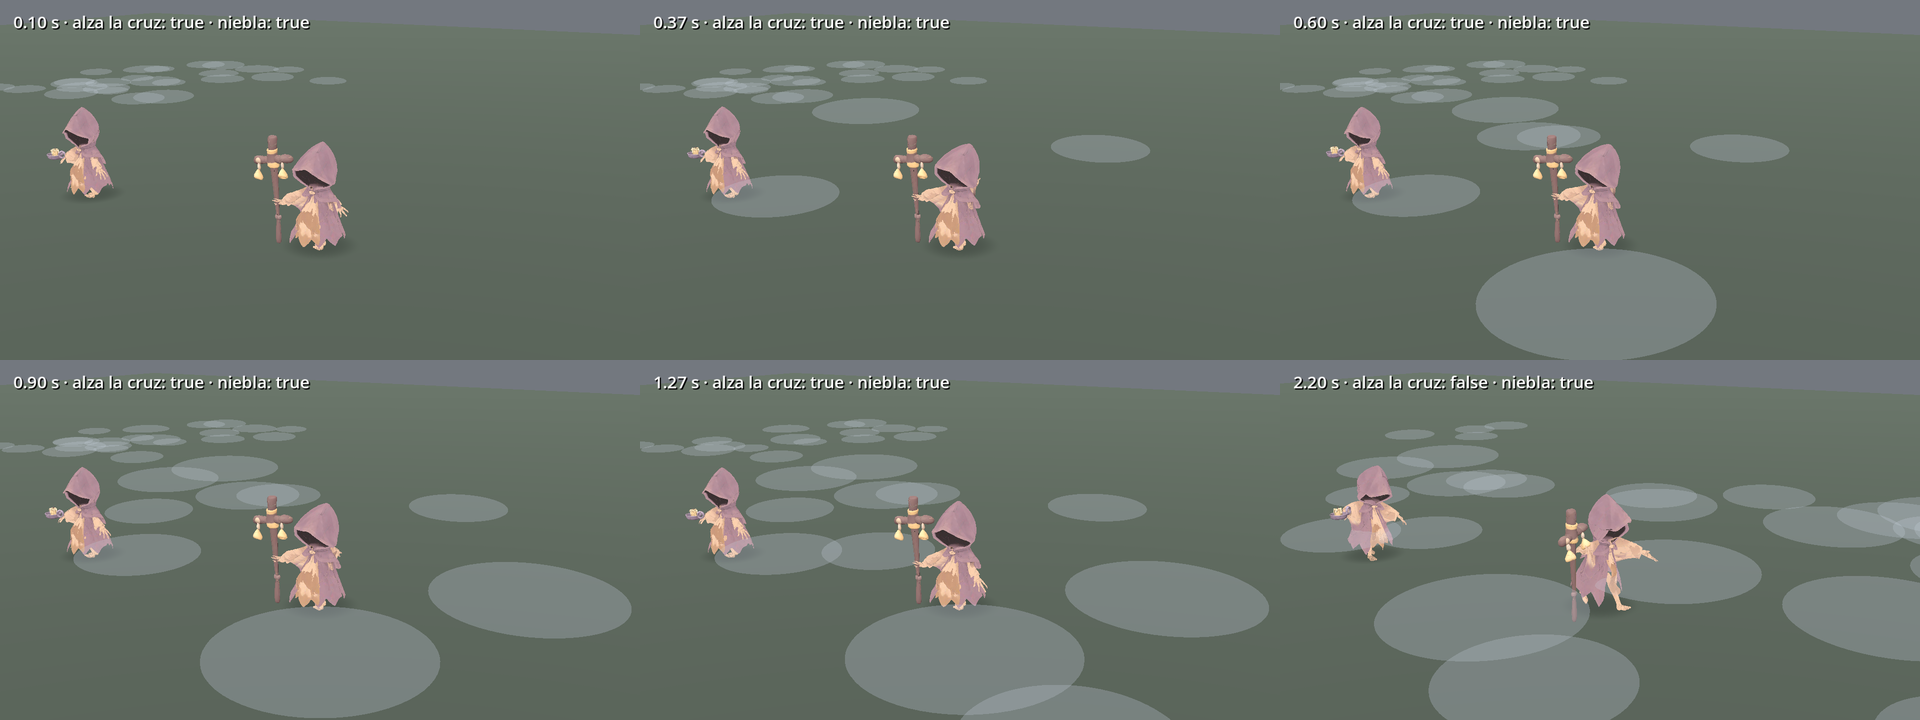 0.10 s · alza la cruz: true · niebla: true
0.37 s · alza la cruz: true · niebla: true
0.60 s · alza la cruz: true · niebla: true
0.90 s · alza la cruz: true · niebla: true
1.27 s · alza la cruz: true · niebla: true
2.20 s · alza la cruz: false · niebla: true